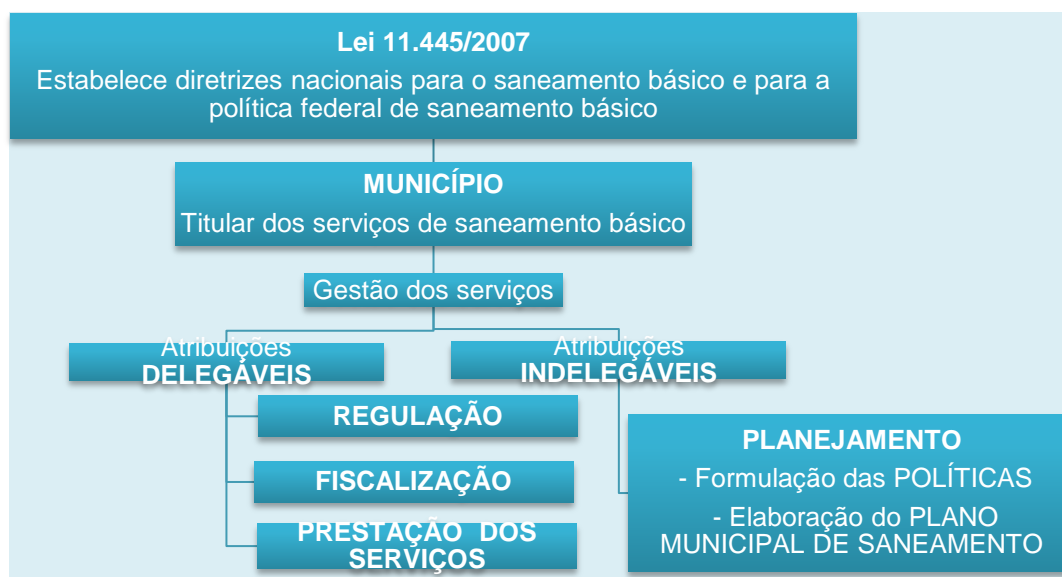 Lei 11.445/2007
Estabelece diretrizes nacionais para o saneamento básico e para a
política federal de saneamento básico
MUNICÍPIO
Titular dos serviços de saneamento básico
Gestão dos serviços
Atribuições
DELEGÁVEIS
REGULAÇÃO
FISCALIZAÇÃO
PRESTAÇÃO DOS
SERVIÇOS
Atribuições
INDELEGÁVEIS
PLANEJAMENTO
- Formulação das POLÍTICAS
- Elaboração do PLANO
MUNICIPAL DE SANEAMENTO